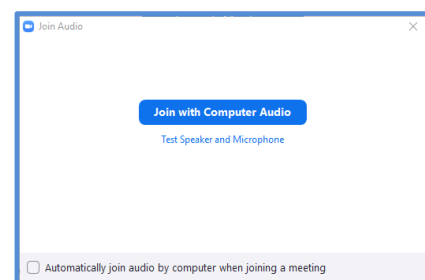 Join Audio
Join with Computer Audio
Test Speaker and Microphone
Automatically join audio by computer when joining a meeting